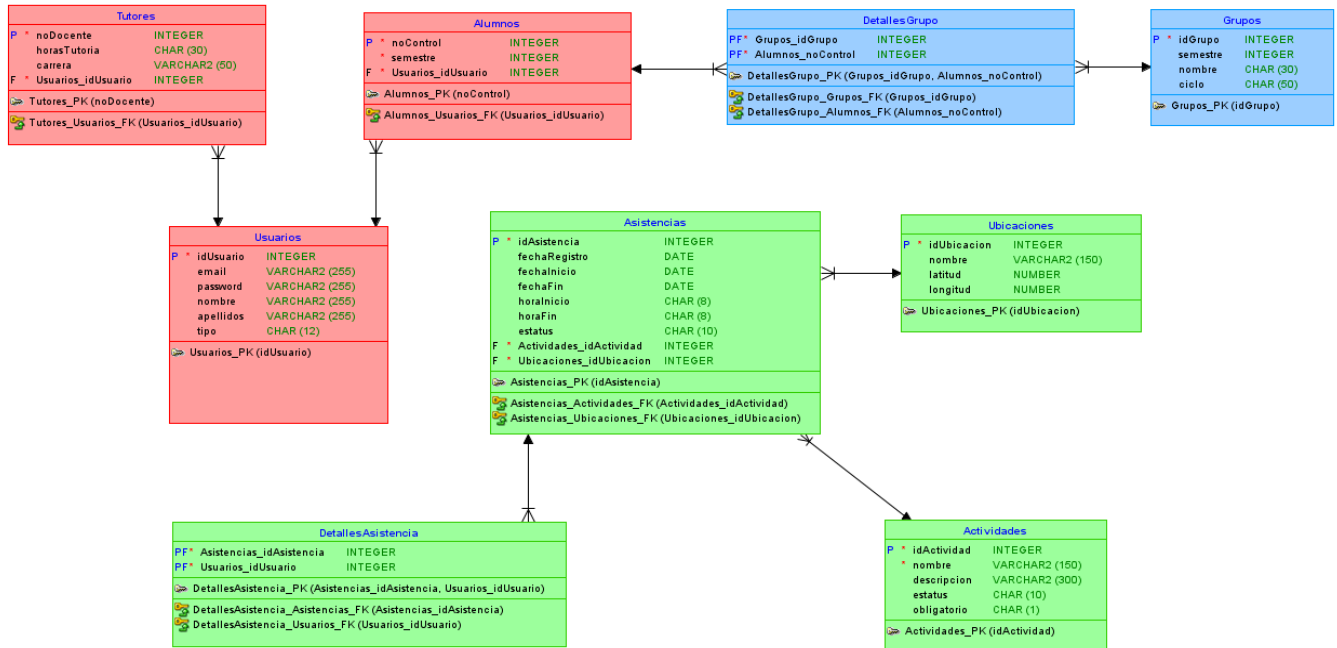 Tutores
P * noDocente INTEGER
horasTutoria CHAR (30)
carrera VARCHAR2 (50)
F * Usuarios_idUsuario INTEGER
Tutores_PK (noDocente)
Tutores_Usuarios_FK (Usuarios_idUsuario)
Alumnos
P * noControl INTEGER
* semestre INTEGER
F * Usuarios_idUsuario INTEGER
Alumnos_PK (noControl)
Alumnos_Usuarios_FK (Usuarios_idUsuario)
DetallesGrupo
PF* Grupos_idGrupo INTEGER
PF* Alumnos_noControl INTEGER
DetallesGrupo_PK (Grupos_idGrupo, Alumnos_noControl)
DetallesGrupo_Grupos_FK (Grupos_idGrupo)
DetallesGrupo_Alumnos_FK (Alumnos_noControl)
Grupos
P * idGrupo INTEGER
semestre INTEGER
nombre CHAR (30)
ciclo CHAR (50)
Grupos_PK (idGrupo)
Usuarios
P * idUsuario INTEGER
email VARCHAR2 (255)
password VARCHAR2 (255)
nombre VARCHAR2 (255)
apellidos VARCHAR2 (255)
tipo CHAR (12)
Usuarios_PK (idUsuario)
Asistencias
P * idAsistencia INTEGER
fechaRegistro DATE
fechaInicio DATE
fechaFin DATE
horaInicio CHAR (8)
horaFin CHAR (8)
estatus CHAR (10)
F * Actividades_idActividad INTEGER
F * Ubicaciones_idUbicacion INTEGER
Asistencias_PK (idAsistencia)
Asistencias_Actividades_FK (Actividades_idActividad)
Asistencias_Ubicaciones_FK (Ubicaciones_idUbicacion)
Ubicaciones
P * idUbicacion INTEGER
nombre VARCHAR2 (150)
latitud NUMBER
longitud NUMBER
Ubicaciones_PK (idUbicacion)
DetallesAsistencia
PF* Asistencias_idAsistencia INTEGER
PF* Usuarios_idUsuario INTEGER
DetallesAsistencia_PK (Asistencias_idAsistencia, Usuarios_idUsuario)
DetallesAsistencia_Asistencias_FK (Asistencias_idAsistencia)
DetallesAsistencia_Usuarios_FK (Usuarios_idUsuario)
Actividades
P * idActividad INTEGER
* nombre VARCHAR2 (150)
descripcion VARCHAR2 (300)
estatus CHAR (10)
obligatorio CHAR (1)
Actividades_PK (idActividad)